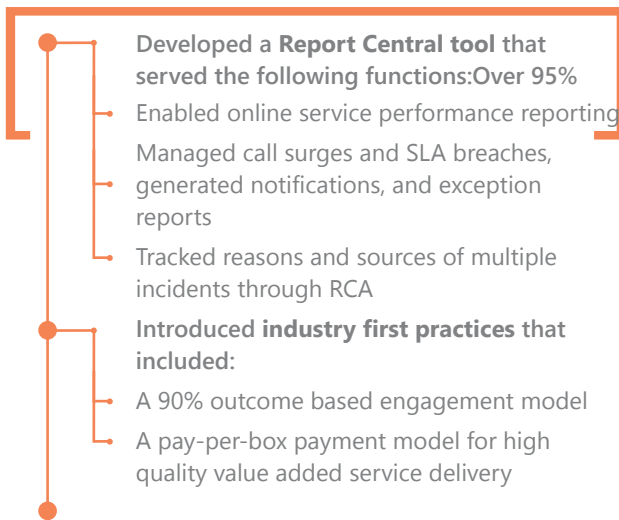 Developed a Report Central tool that
served the following functions:Over 95%
Enabled online service performance reporting
Managed call surges and SLA breaches,
generated notifications, and exception
reports
Tracked reasons and sources of multiple
incidents through RCA
Introduced industry first practices that
included:
A 90% outcome based engagement model
A pay-per-box payment model for high
quality value added service delivery